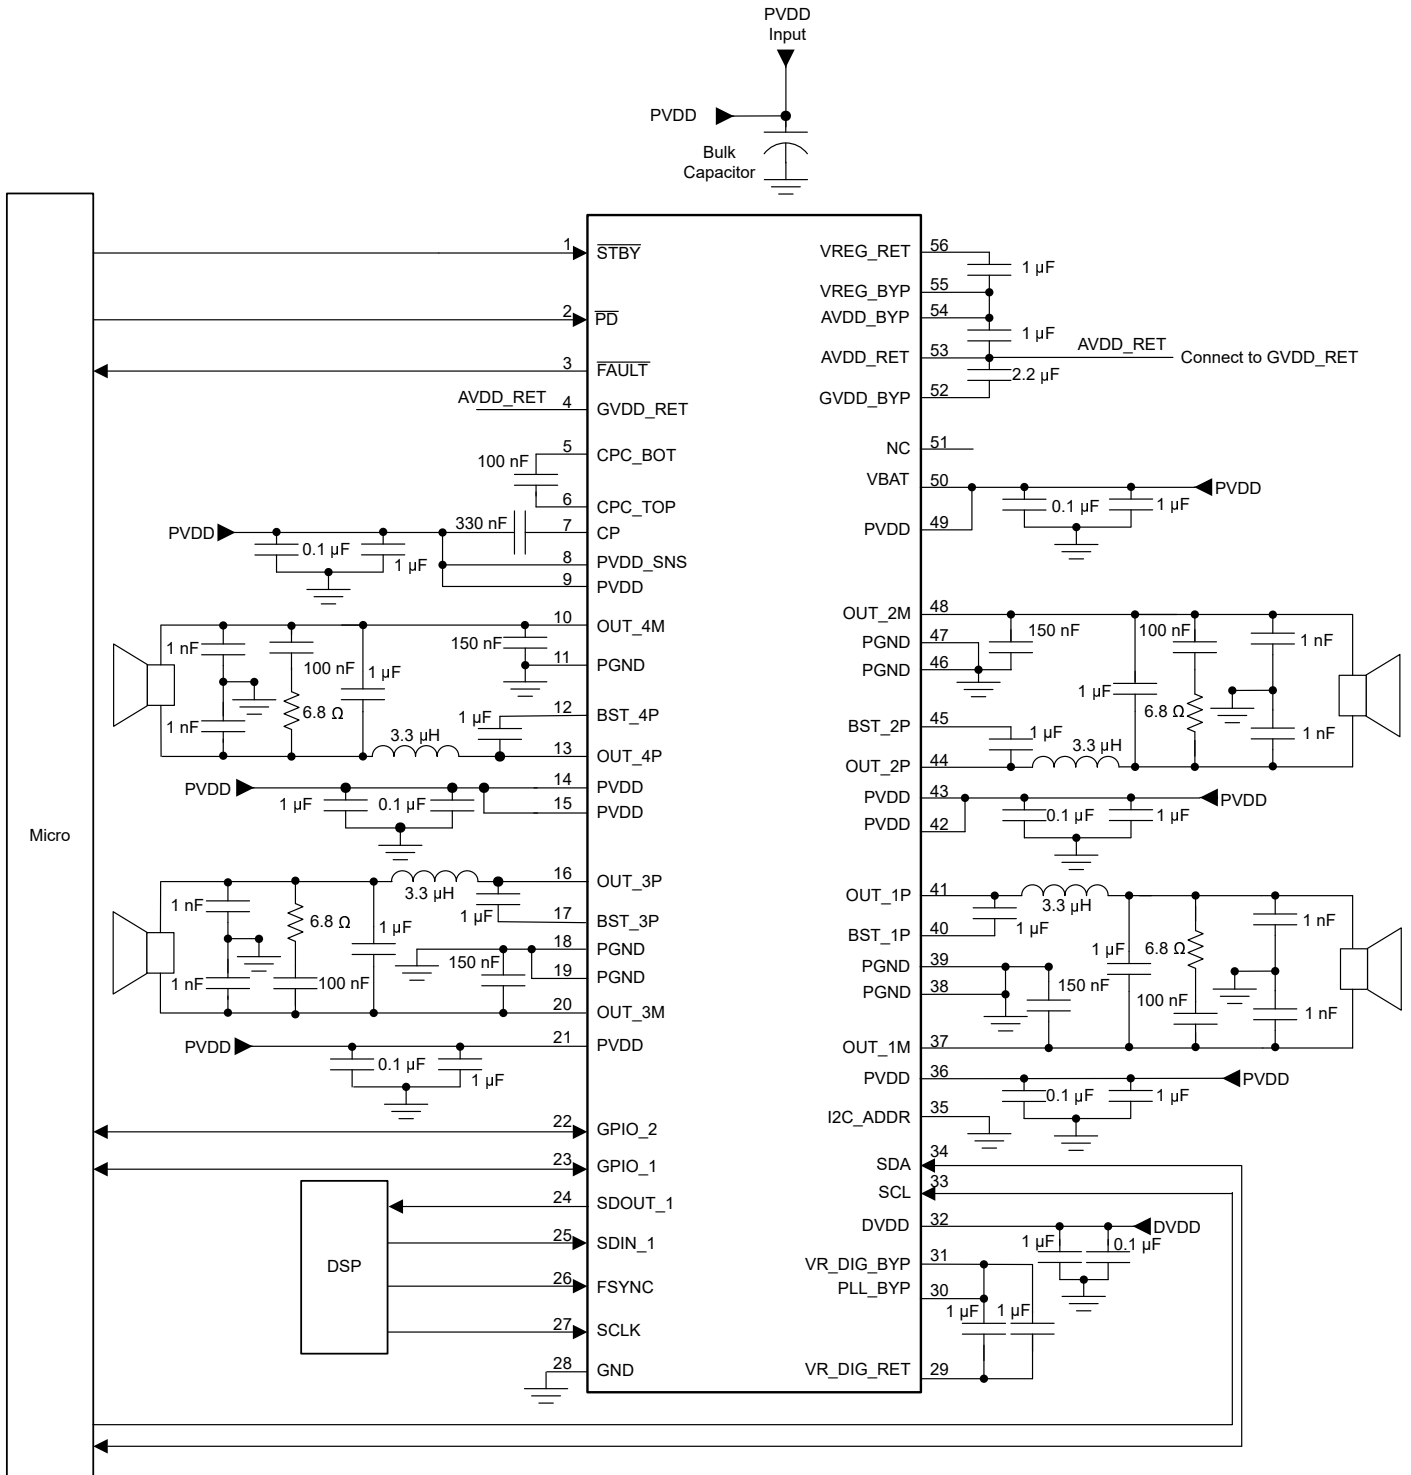 PVDD
Input
PVDD
Bulk
Capacitor
Micro
1 STBY
2 PD
3 FAULT
AVDD_RET
4 GVDD_RET
5 CPC_BOT
100 nF
6 CPC_TOP
PVDD
330 nF
7 CP
0.1 µF
1 µF
8 PVDD_SNS
9 PVDD
10 OUT_4M
1 nF
100 nF
1 µF
150 nF
11 PGND
6.8 Ω
1 nF
1 µF
12 BST_4P
3.3 µH
13 OUT_4P
PVDD
14 PVDD
1 µF
0.1 µF
15 PVDD
16 OUT_3P
3.3 µH
1 nF
6.8 Ω
1 µF
1 µF
17 BST_3P
18 PGND
150 nF
19 PGND
1 nF
100 nF
20 OUT_3M
PVDD
21 PVDD
0.1 µF
1 µF
22 GPIO_2
23 GPIO_1
DSP
24 SDOUT_1
25 SDIN_1
26 FSYNC
27 SCLK
28 GND
VREG_RET 56
1 µF
VREG_BYP 55
AVDD_BYP 54
1 µF
AVDD_RET 53
AVDD_RET
Connect to GVDD_RET
2.2 µF
GVDD_BYP 52
NC 51
VBAT 50
PVDD
0.1 µF
1 µF
PVDD 49
OUT_2M 48
PGND 47
150 nF
100 nF
1 nF
PGND 46
1 µF
6.8 Ω
BST_2P 45
1 µF
1 nF
3.3 µH
OUT_2P 44
PVDD 43
PVDD
0.1 µF
1 µF
PVDD 42
OUT_1P 41
3.3 µH
1 nF
1 µF
BST_1P 40
1 µF
6.8 Ω
PGND 39
150 nF
PGND 38
100 nF
1 nF
OUT_1M 37
PVDD 36
PVDD
0.1 µF
1 µF
I2C_ADDR 35
SDA 34
SCL 33
DVDD 32
DVDD
1 µF
0.1 µF
VR_DIG_BYP 31
PLL_BYP 30
1 µF
1 µF
VR_DIG_RET 29